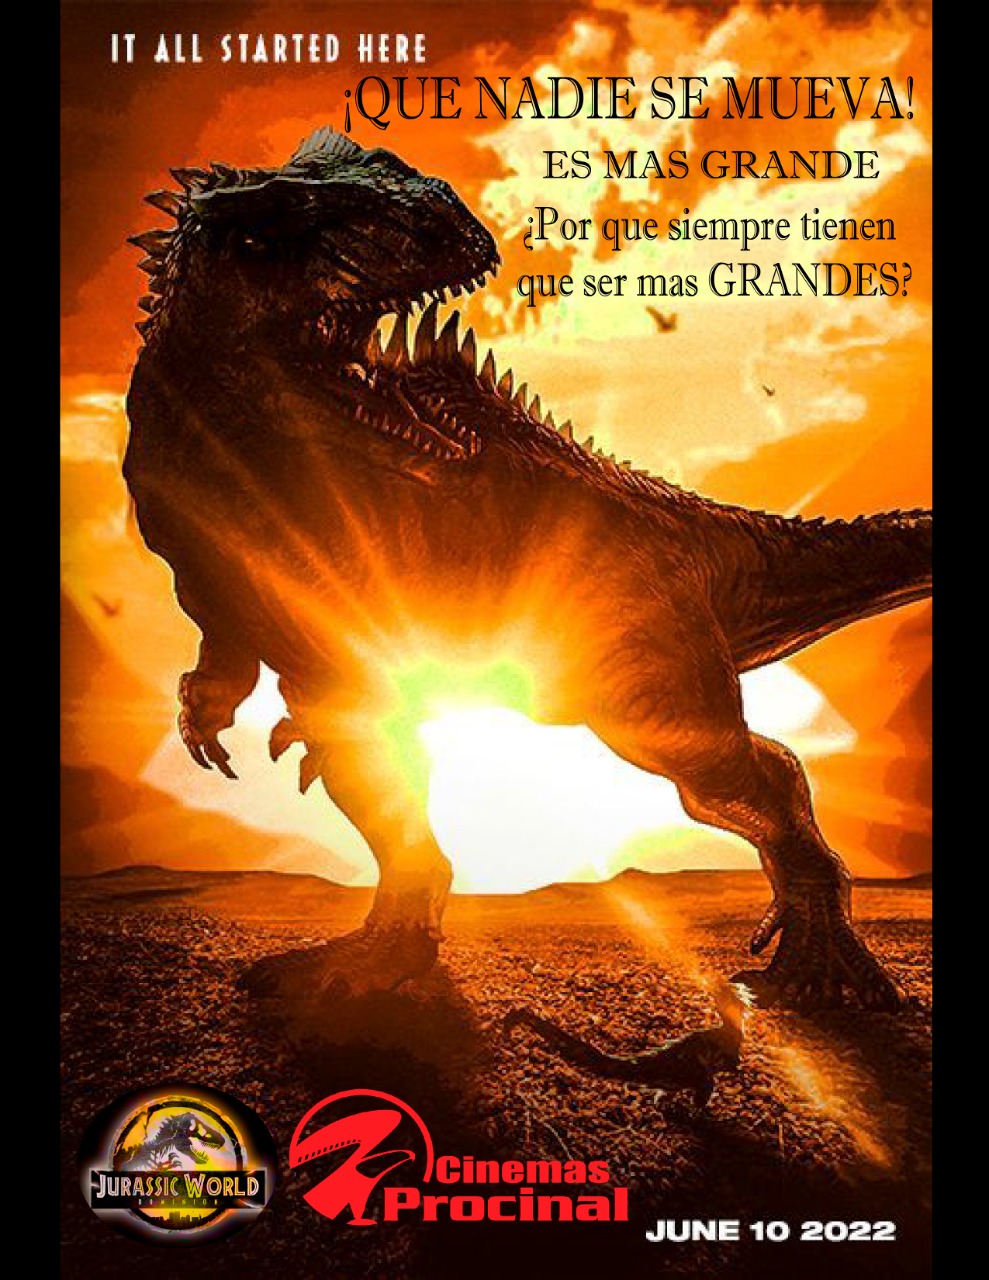 IT ALL STARTED HERE
¡QUE NADIE SE MUEVA!
ES MAS GRANDE
¿Por que siempre tienen
que ser mas GRANDES?
JURASSIC WORLD
DOMINION
Cinemas
Procinal
JUNE 10 2022